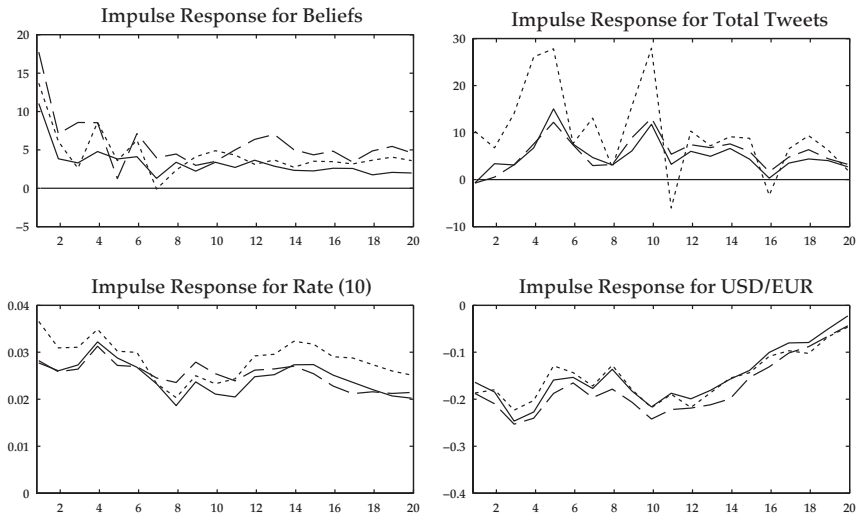 Impulse Response for Beliefs
20
15
10
5
0
−5
2 4 6 8 10 12 14 16 18 20
Impulse Response for Total Tweets
30
20
10
0
−10
2 4 6 8 10 12 14 16 18 20
Impulse Response for Rate (10)
0.04
0.03
0.02
0.01
0
2 4 6 8 10 12 14 16 18 20
Impulse Response for USD/EUR
0
−0.1
−0.2
−0.3
−0.4
2 4 6 8 10 12 14 16 18 20